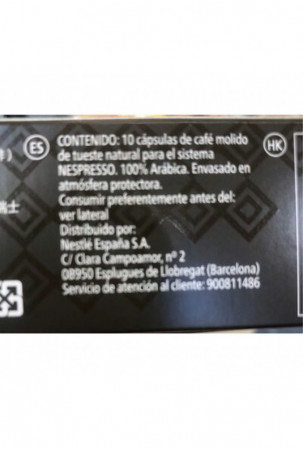 )
ES
CONTENIDO: 10 cápsulas de café molido
HK
de tueste natural para el sistema
NESPRESSO. 100% Arábica. Envasado en
atmósfera protectora.
瑞士
Consumir preferentemente antes del:
ver lateral
Distribuido por:
Nestlé España S.A.
C/ Clara Campoamor, nº 2
08950 Esplugues de Llobregat (Barcelona)
Servicio de atención al cliente: 900811486